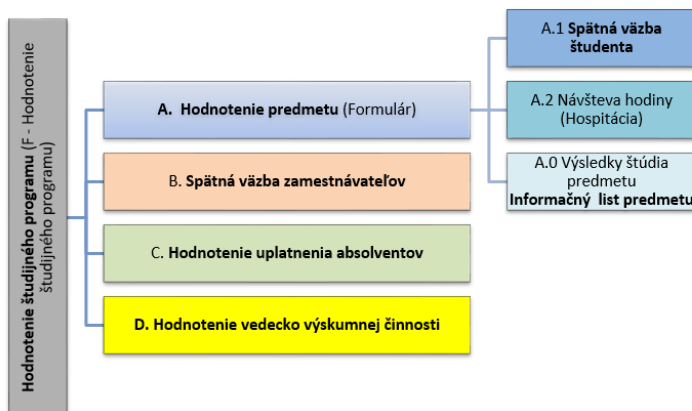 Hodnotenie študijného programu (F - Hodnotenie
študijného programu)
A. Hodnotenie predmetu (Formulár)
B. Spätná väzba zamestnávateľov
C. Hodnotenie uplatnenia absolventov
D. Hodnotenie vedecko výskumnej činnosti
A.1 Spätná väzba
študenta
A.2 Návšteva hodiny
(Hospitácia)
A.0 Výsledky štúdia
predmetu
Informačný list predmetu